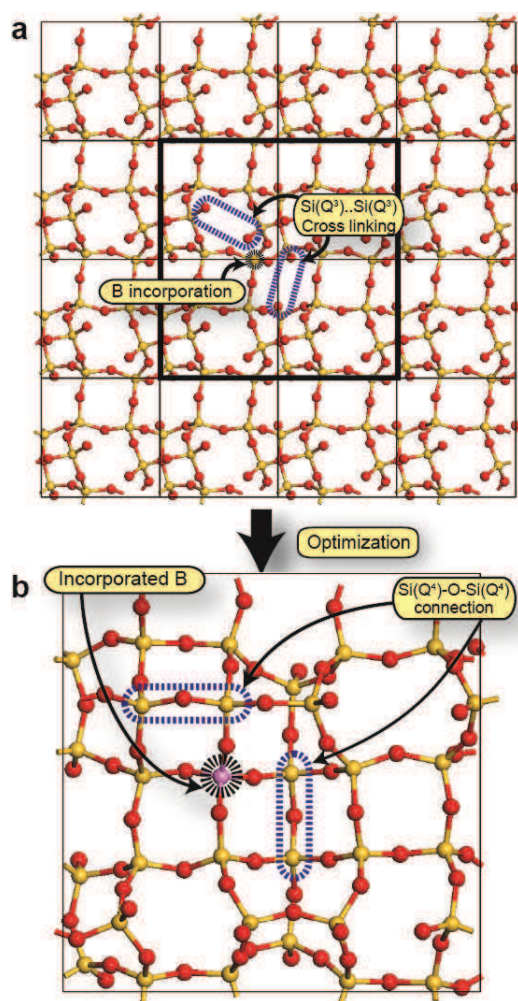 a
Si(Q³)..Si(Q³)
Cross linking
B incorporation
Optimization
b
Incorporated B
Si(Q⁴)-O-Si(Q⁴)
connection